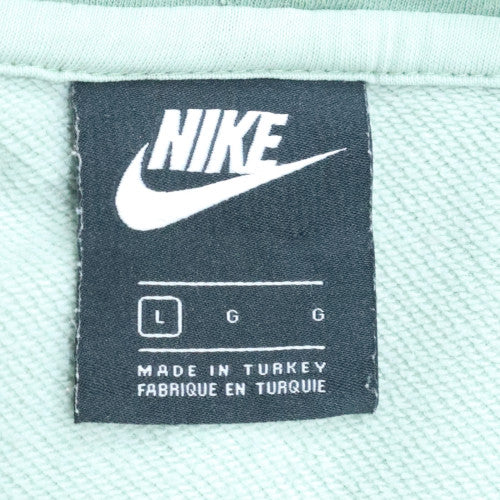 NIKE
L G G
MADE IN TURKEY
FABRIQUE EN TURQUIE